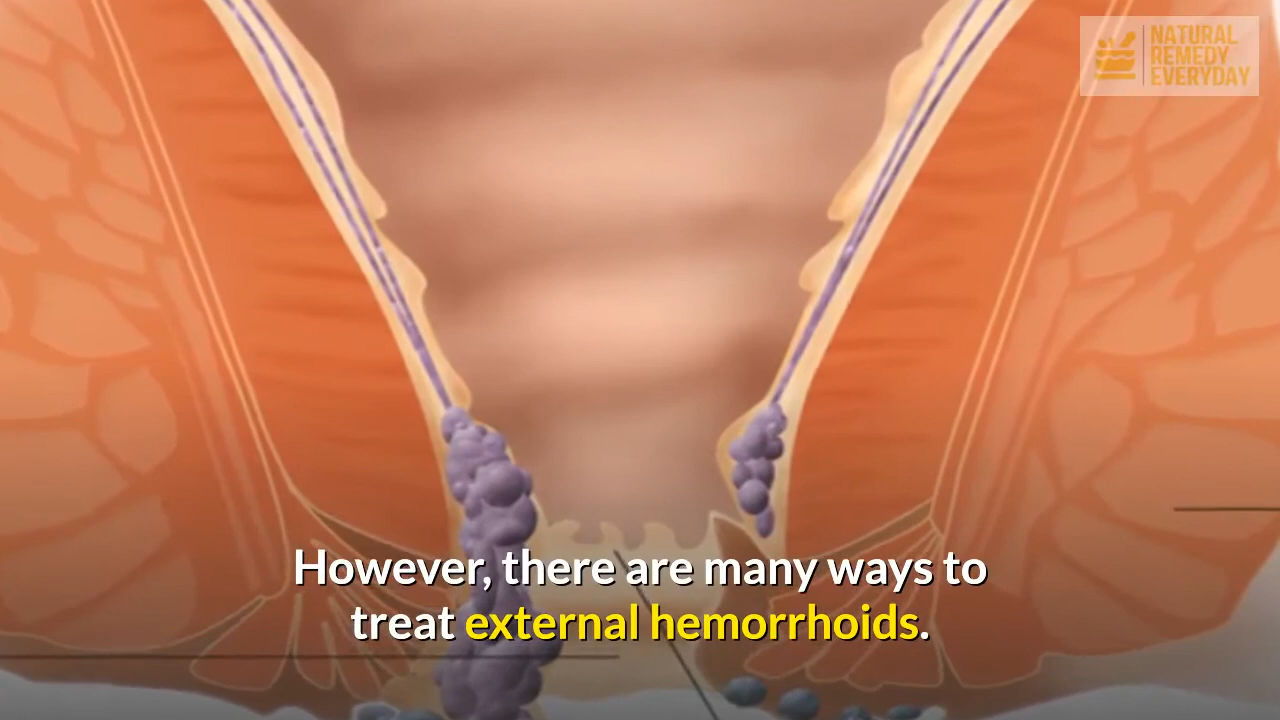 NATURAL
REMEDY
EVERYDAY
However, there are many ways to
treat external hemorrhoids.